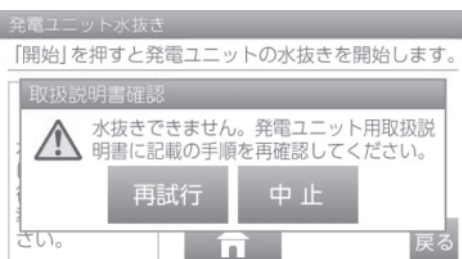 発電ユニット水抜き
「開始」を押すと発電ユニットの水抜きを開始します。
取扱説明書確認
水抜きできません。発電ユニット用取扱説
明書に記載の手順を再確認してください。
再試行
中止
さい。
戻る